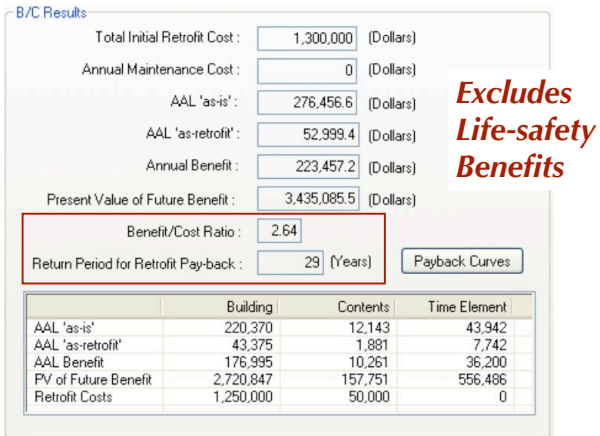 B/C Results
Total Initial Retrofit Cost : 1,300,000 (Dollars)
Annual Maintenance Cost : 0 (Dollars)
AAL 'as-is' : 276,456.6 (Dollars)
AAL 'as-retrofit' : 52,999.4 (Dollars)
Annual Benefit : 223,457.2 (Dollars)
Present Value of Future Benefit : 3,435,085.5 (Dollars)
Excludes
Life-safety
Benefits
Benefit/Cost Ratio : 2.64
Return Period for Retrofit Pay-back : 29 (Years) Payback Curves
Building Contents Time Element
AAL 'as-is' 220,370 12,143 43,942
AAL 'as-retrofit' 43,375 1,881 7,742
AAL Benefit 176,995 10,261 36,200
PV of Future Benefit 2,720,847 157,751 556,486
Retrofit Costs 1,250,000 50,000 0